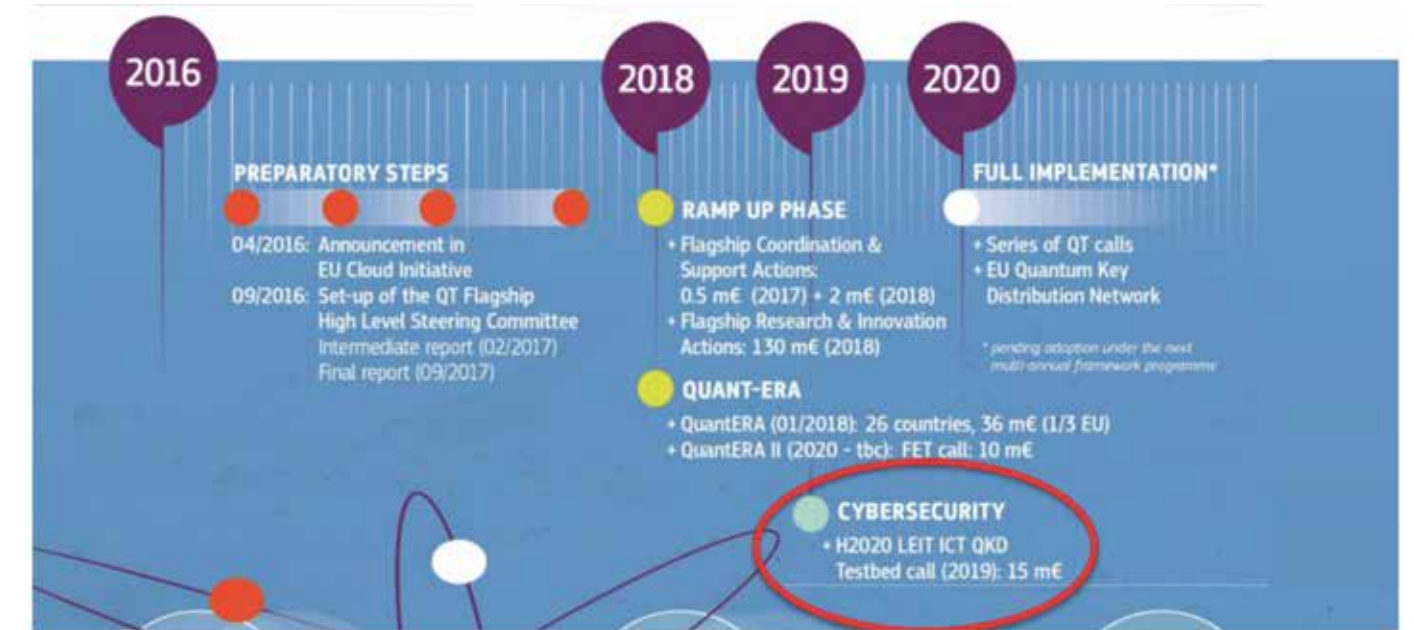 2016
2018
2019
2020
PREPARATORY STEPS
04/2016: Announcement in
EU Cloud Initiative
09/2016: Set-up of the QT Flagship
High Level Steering Committee
Intermediate report (02/2017)
Final report (09/2017)
RAMP UP PHASE
+ Flagship Coordination &
Support Actions:
0.5 m€ (2017) + 2 m€ (2018)
+ Flagship Research & Innovation
Actions: 130 m€ (2018)
QUANT-ERA
+ QuantERA (01/2018): 26 countries, 36 m€ (1/3 EU)
+ QuantERA II (2020 - tbc): FET call: 10 m€
CYBERSECURITY
+ H2020 LEIT ICT QKD
Testbed call (2019): 15 m€
FULL IMPLEMENTATION*
+ Series of QT calls
+ EU Quantum Key
Distribution Network
* pending adoption under the next
multi-annual framework programme